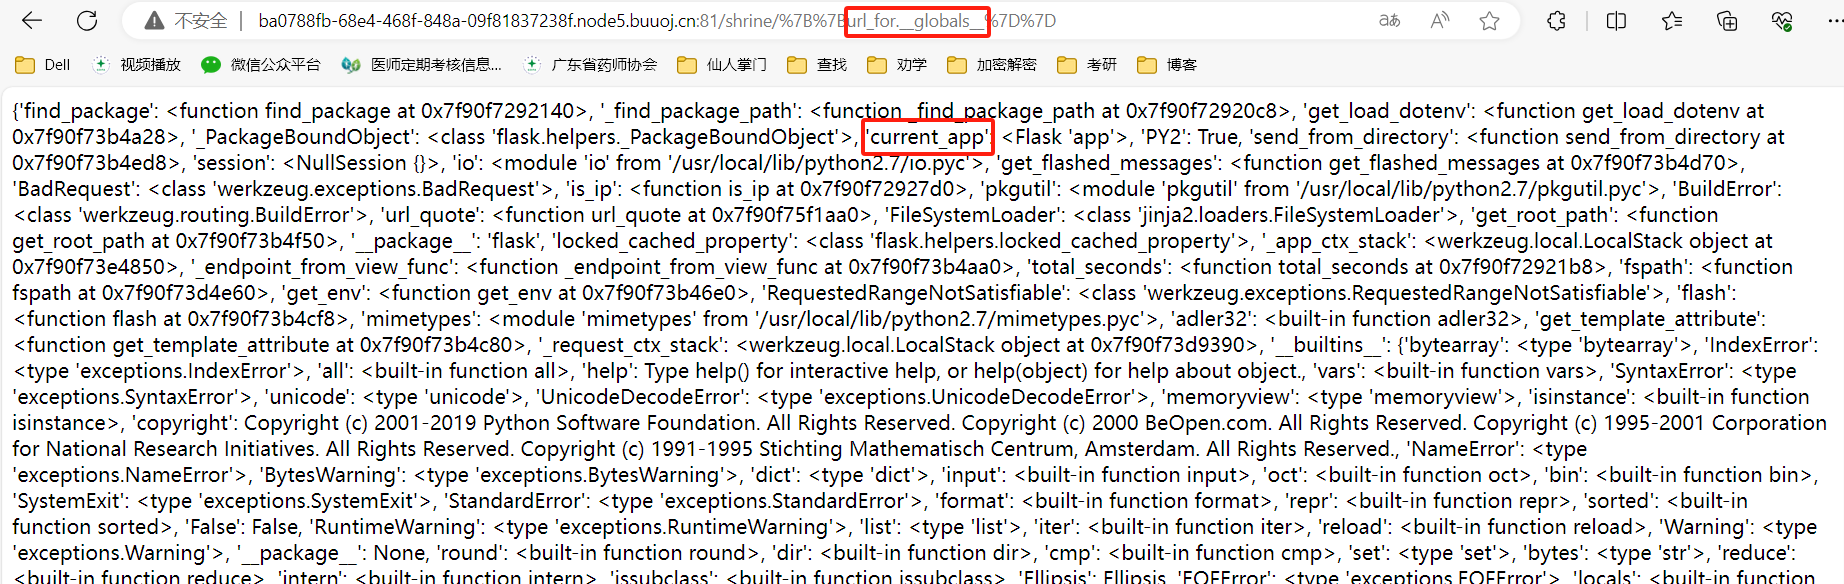 不安全 ba0788fb-68e4-468f-848a-09f81837238f.node5.buuoj.cn:81/shrine/%7B%7Burl_for.__globals__%7D%7D aあ A
Dell 视频播放 微信公众平台 医师定期考核信息... 广东省药师协会 仙人掌门 查找 劝学 加密解密 考研 博客
{'find_package': <function find_package at 0x7f90f7292140>, '_find_package_path': <function _find_package_path at 0x7f90f72920c8>, 'get_load_dotenv': <function get_load_dotenv at
0x7f90f73b4a28>, '_PackageBoundObject': <class 'flask.helpers._PackageBoundObject'>, 'current_app': <Flask 'app'>, 'PY2': True, 'send_from_directory': <function send_from_directory at
0x7f90f73b4ed8>, 'session': <NullSession {}>, 'io': <module 'io' from '/usr/local/lib/python2.7/io.pyc'>, 'get_flashed_messages': <function get_flashed_messages at 0x7f90f73b4d70>,
'BadRequest': <class 'werkzeug.exceptions.BadRequest'>, 'is_ip': <function is_ip at 0x7f90f72927d0>, 'pkgutil': <module 'pkgutil' from '/usr/local/lib/python2.7/pkgutil.pyc'>, 'BuildError':
<class 'werkzeug.routing.BuildError'>, 'url_quote': <function url_quote at 0x7f90f75f1aa0>, 'FileSystemLoader': <class 'jinja2.loaders.FileSystemLoader'>, 'get_root_path': <function
get_root_path at 0x7f90f73b4f50>, '__package__': 'flask', 'locked_cached_property': <class 'flask.helpers.locked_cached_property'>, '_app_ctx_stack': <werkzeug.local.LocalStack object at
0x7f90f73e4850>, '_endpoint_from_view_func': <function _endpoint_from_view_func at 0x7f90f73b4aa0>, 'total_seconds': <function total_seconds at 0x7f90f72921b8>, 'fspath': <function
fspath at 0x7f90f73d4e60>, 'get_env': <function get_env at 0x7f90f73b46e0>, 'RequestedRangeNotSatisfiable': <class 'werkzeug.exceptions.RequestedRangeNotSatisfiable'>, 'flash':
<function flash at 0x7f90f73b4cf8>, 'mimetypes': <module 'mimetypes' from '/usr/local/lib/python2.7/mimetypes.pyc'>, 'adler32': <built-in function adler32>, 'get_template_attribute':
<function get_template_attribute at 0x7f90f73b4c80>, '_request_ctx_stack': <werkzeug.local.LocalStack object at 0x7f90f73d9390>, '__builtins__': {'bytearray': <type 'bytearray'>, 'IndexError':
<type 'exceptions.IndexError'>, 'all': <built-in function all>, 'help': Type help() for interactive help, or help(object) for help about object., 'vars': <built-in function vars>, 'SyntaxError': <type
'exceptions.SyntaxError'>, 'unicode': <type 'unicode'>, 'UnicodeDecodeError': <type 'exceptions.UnicodeDecodeError'>, 'memoryview': <type 'memoryview'>, 'isinstance': <built-in function
isinstance>, 'copyright': Copyright (c) 2001-2019 Python Software Foundation. All Rights Reserved. Copyright (c) 2000 BeOpen.com. All Rights Reserved. Copyright (c) 1995-2001 Corporation
for National Research Initiatives. All Rights Reserved. Copyright (c) 1991-1995 Stichting Mathematisch Centrum, Amsterdam. All Rights Reserved., 'NameError': <type
'exceptions.NameError'>, 'BytesWarning': <type 'exceptions.BytesWarning'>, 'dict': <type 'dict'>, 'input': <built-in function input>, 'oct': <built-in function oct>, 'bin': <built-in function bin>,
'SystemExit': <type 'exceptions.SystemExit'>, 'StandardError': <type 'exceptions.StandardError'>, 'format': <built-in function format>, 'repr': <built-in function repr>, 'sorted': <built-in
function sorted>, 'False': False, 'RuntimeWarning': <type 'exceptions.RuntimeWarning'>, 'list': <type 'list'>, 'iter': <built-in function iter>, 'reload': <built-in function reload>, 'Warning': <type
'exceptions.Warning'>, '__package__': None, 'round': <built-in function round>, 'dir': <built-in function dir>, 'cmp': <built-in function cmp>, 'set': <type 'set'>, 'bytes': <type 'str'>, 'reduce':
<built-in function reduce>, 'intern': <built-in function intern>, 'issubclass': <built-in function issubclass>, 'Ellipsis': Ellipsis, 'EOFError': <type 'exceptions.EOFError'>, 'locals': <built-in function